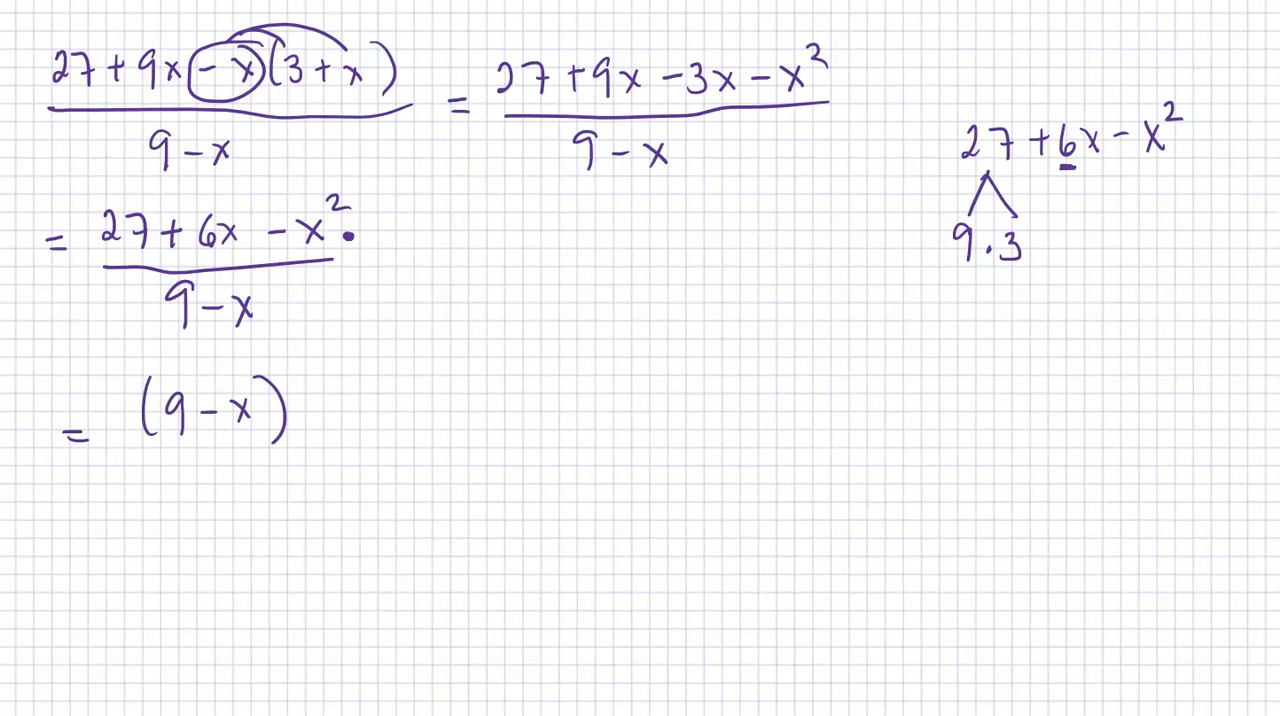 27 + 9x - x (3 + x)
9 - x
= 27 + 9x - 3x - x²
9 - x
27 + 6x - x²
9 . 3
= 27 + 6x - x² .
9 - x
= (9 - x)